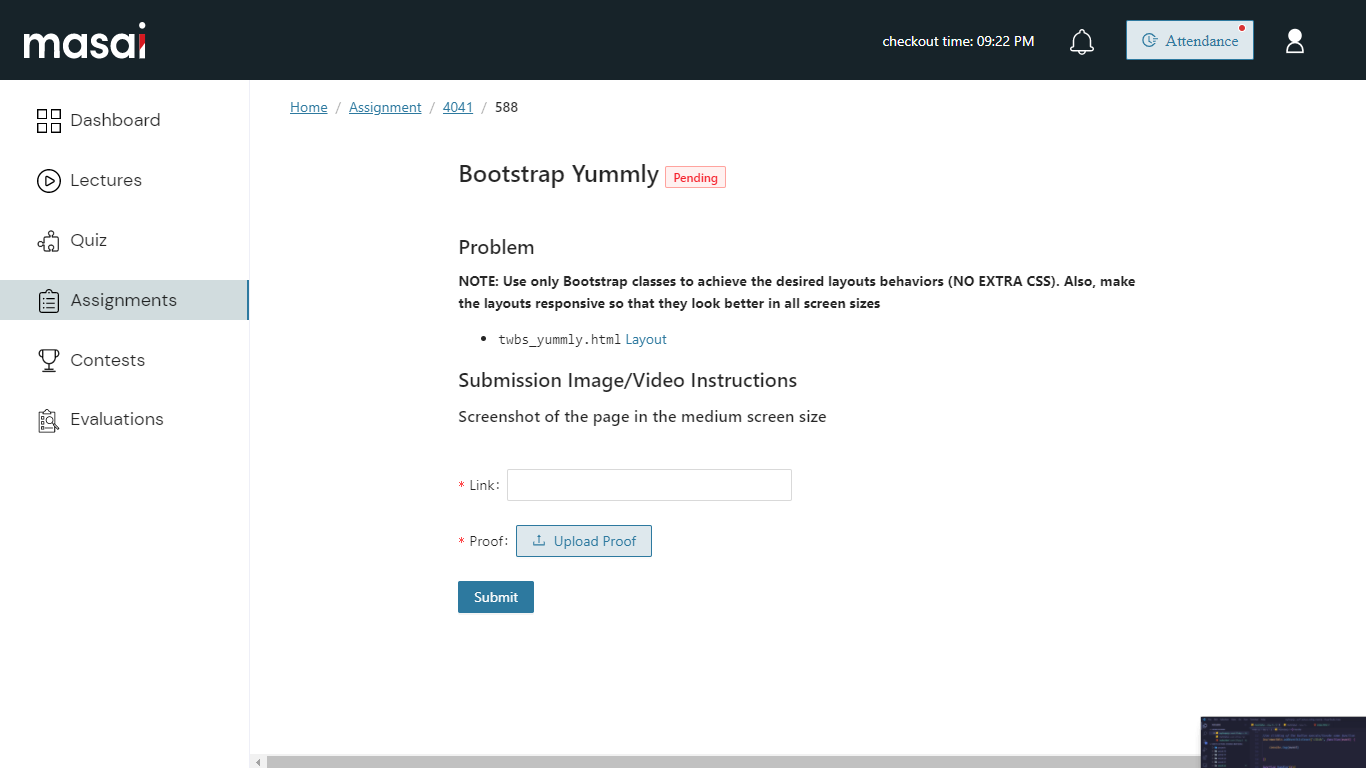 masai
checkout time: 09:22 PM
Attendance
Dashboard
Lectures
Quiz
Assignments
Contests
Evaluations
Home / Assignment / 4041 / 588
Bootstrap Yummly Pending
Problem
NOTE: Use only Bootstrap classes to achieve the desired layouts behaviors (NO EXTRA CSS). Also, make
the layouts responsive so that they look better in all screen sizes
• twbs_yummly.html Layout
Submission Image/Video Instructions
Screenshot of the page in the medium screen size
* Link:
* Proof: Upload Proof
Submit